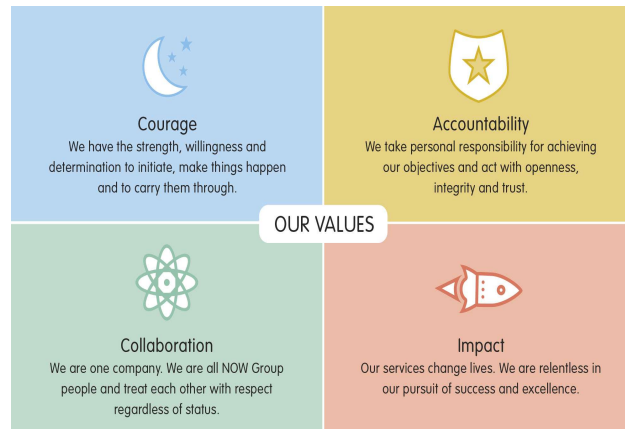 Courage
We have the strength, willingness and
determination to initiate, make things happen
and to carry them through.
Accountability
We take personal responsibility for achieving
our objectives and act with openness,
integrity and trust.
OUR VALUES
Collaboration
We are one company. We are all NOW Group
people and treat each other with respect
regardless of status.
Impact
Our services change lives. We are relentless in
our pursuit of success and excellence.